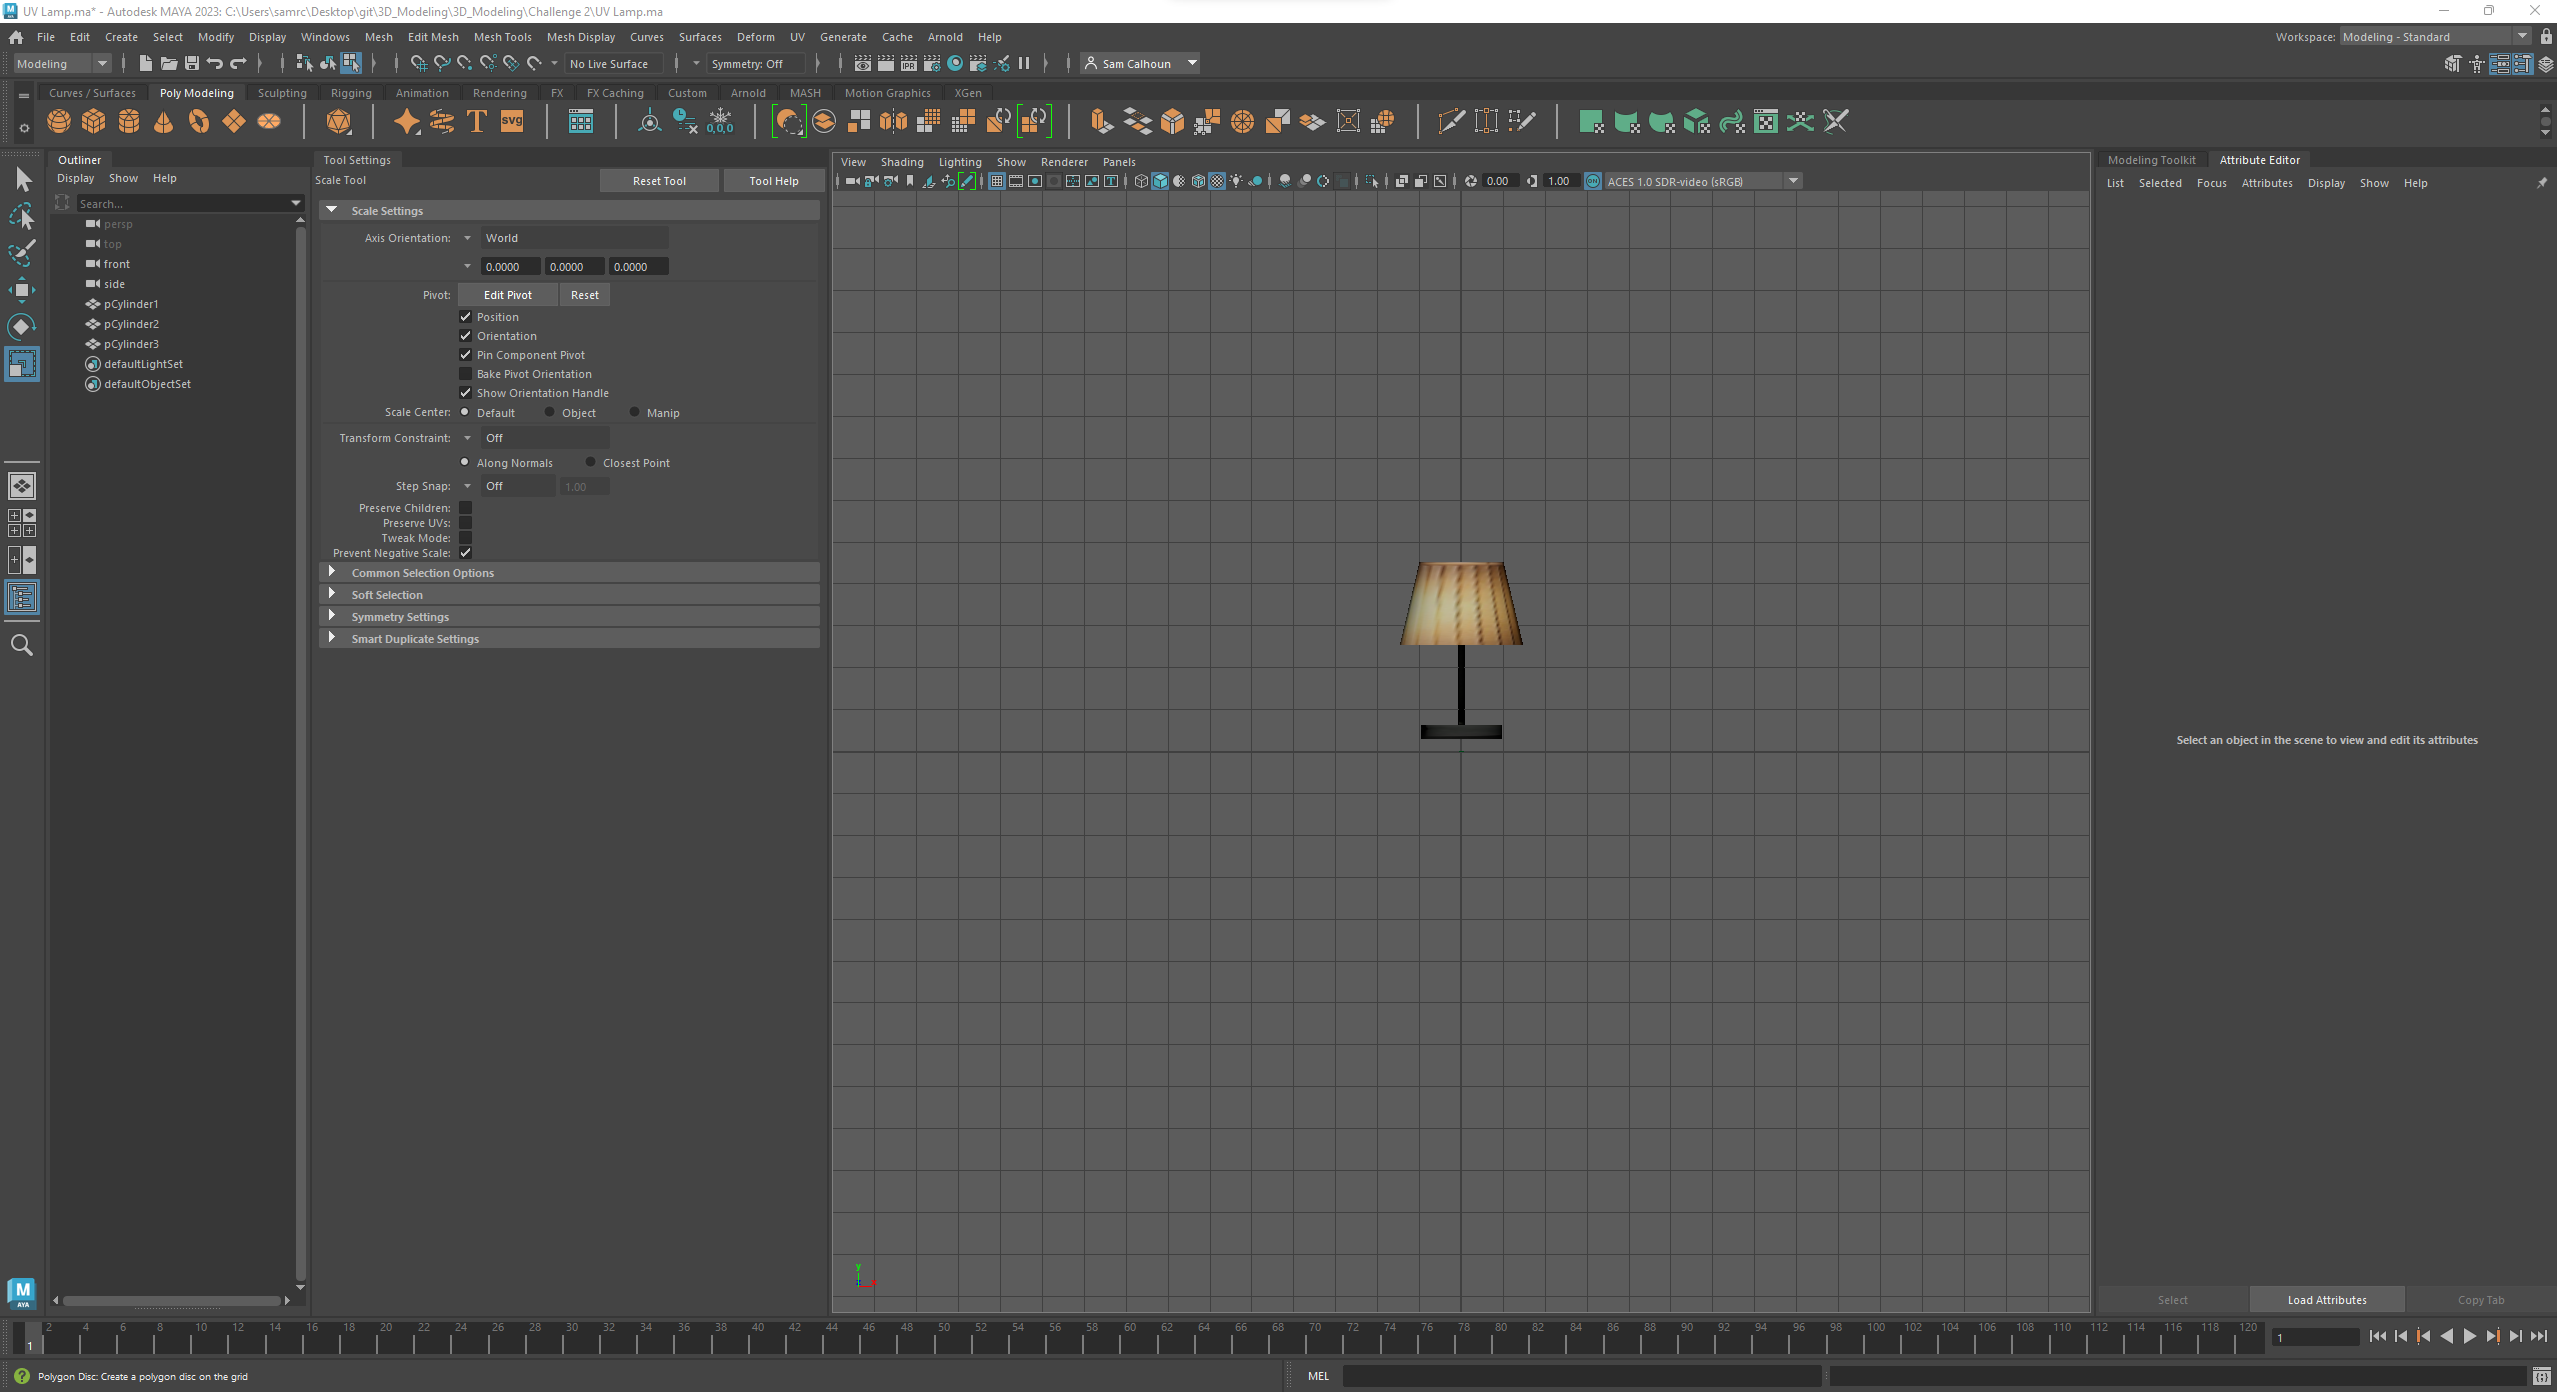 UV Lamp.ma* - Autodesk MAYA 2023: C:\Users\samrc\Desktop\git\3D_Modeling\3D_Modeling\Challenge 2\UV Lamp.ma
File Edit Create Select Modify Display Windows Mesh Edit Mesh Mesh Tools Mesh Display Curves Surfaces Deform UV Generate Cache Arnold Help
Workspace: Modeling - Standard
Modeling
No Live Surface
Symmetry: Off
IPR
Sam Calhoun
Curves / Surfaces Poly Modeling Sculpting Rigging Animation Rendering FX FX Caching Custom Arnold MASH Motion Graphics XGen
T
SVG
0,0,0
Outliner
Display Show Help
Search...
persp
top
front
side
pCylinder1
pCylinder2
pCylinder3
defaultLightSet
defaultObjectSet
Tool Settings
Scale Tool
Reset Tool
Tool Help
Scale Settings
Axis Orientation: World
0.0000 0.0000 0.0000
Pivot: Edit Pivot Reset
Position
Orientation
Pin Component Pivot
Bake Pivot Orientation
Show Orientation Handle
Scale Center: Default Object Manip
Transform Constraint: Off
Along Normals Closest Point
Step Snap: Off 1.00
Preserve Children:
Preserve UVs:
Tweak Mode:
Prevent Negative Scale:
Common Selection Options
Soft Selection
Symmetry Settings
Smart Duplicate Settings
View Shading Lighting Show Renderer Panels
0.00 1.00 ON ACES 1.0 SDR-video (sRGB)
y
x
Modeling Toolkit Attribute Editor
List Selected Focus Attributes Display Show Help
Select an object in the scene to view and edit its attributes
Select Load Attributes Copy Tab
M
AYA
2 4 6 8 10 12 14 16 18 20 22 24 26 28 30 32 34 36 38 40 42 44 46 48 50 52 54 56 58 60 62 64 66 68 70 72 74 76 78 80 82 84 86 88 90 92 94 96 98 100 102 104 106 108 110 112 114 116 118 120
1
1
Polygon Disc: Create a polygon disc on the grid
MEL